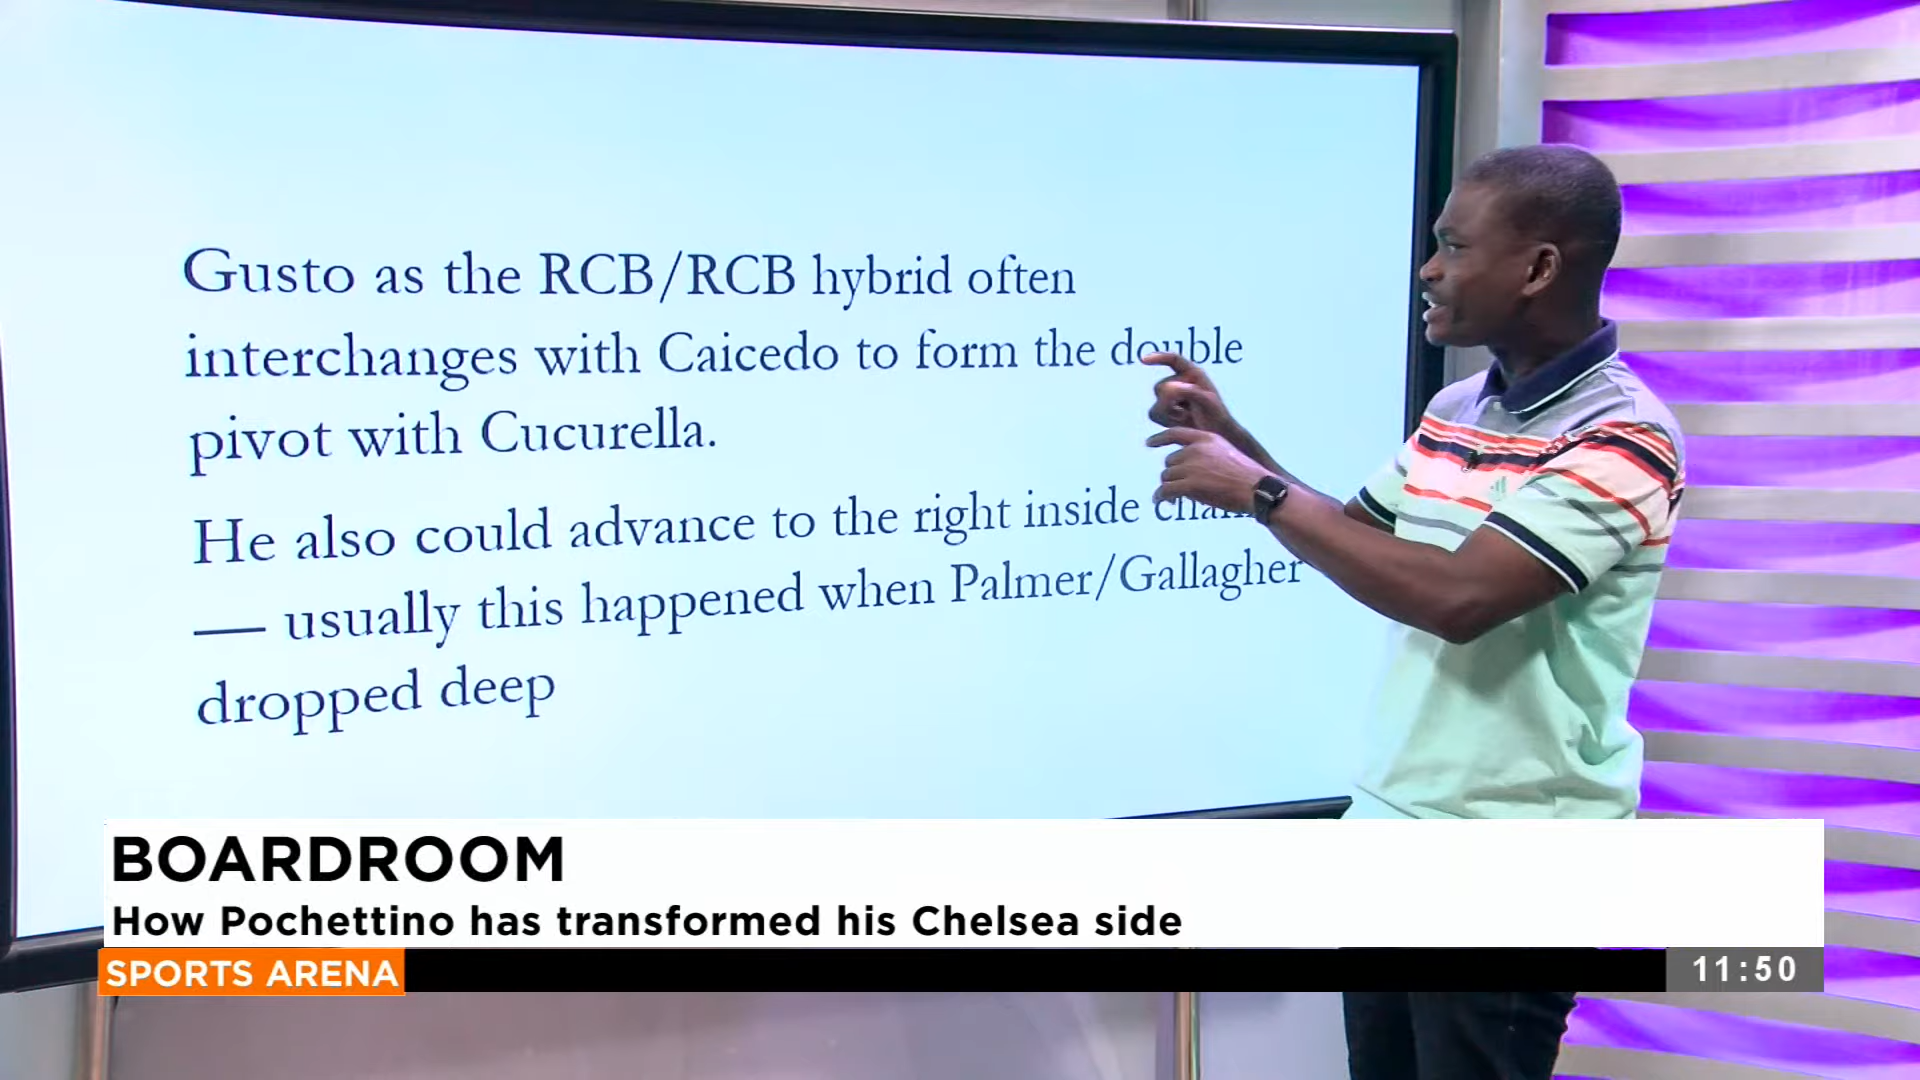 Gusto as the RCB/RCB hybrid often
interchanges with Caicedo to form the double
pivot with Cucurella.
He also could advance to the right inside
— usually this happened when Palmer/Gallagher
dropped deep
BOARDROOM
How Pochettino has transformed his Chelsea side
SPORTS ARENA
11:50